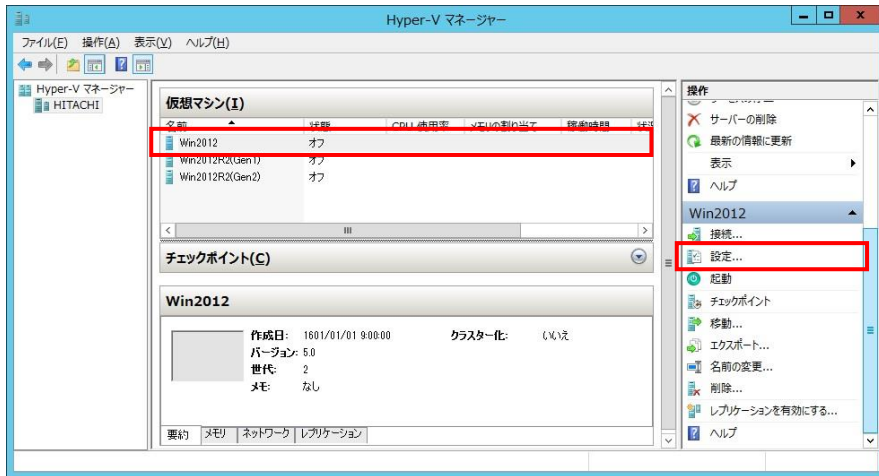 Hyper-V マネージャー
ファイル(F) 操作(A) 表示(V) ヘルプ(H)
Hyper-V マネージャー
HITACHI
仮想マシン(I)
名前 状態 CPU 使用率 メモリの割り当て 稼働時間 状況
Win2012 オフ
Win2012R2(Gen1) オフ
Win2012R2(Gen2) オフ
チェックポイント(C)
Win2012
作成日: 1601/01/01 9:00:00 クラスター化: いいえ
バージョン: 5.0
世代: 2
メモ: なし
要約 メモリ ネットワーク レプリケーション
操作
サーバーの削除
最新の情報に更新
表示
ヘルプ
Win2012
接続...
設定...
起動
チェックポイント
移動...
エクスポート...
名前の変更...
削除...
レプリケーションを有効にする...
ヘルプ